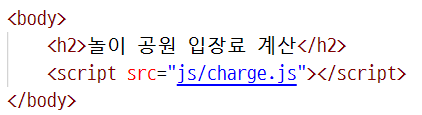 <body>
<h2>놀이 공원 입장료 계산</h2>
<script src="js/charge.js"></script>
</body>